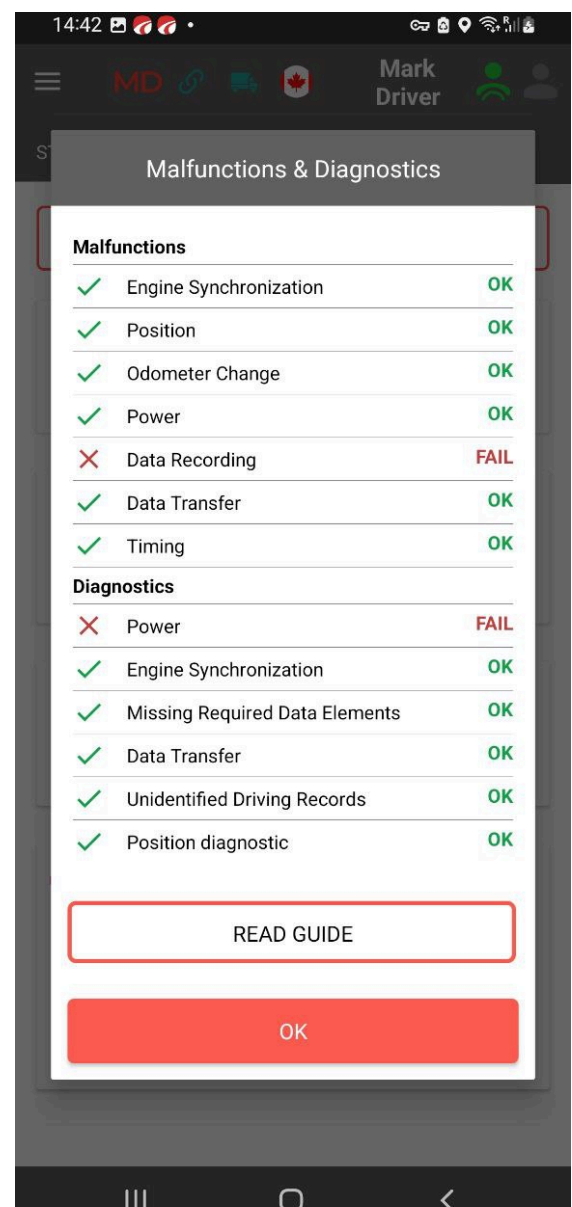 14:42
MD
Mark
Driver
Malfunctions & Diagnostics
Malfunctions
Engine Synchronization OK
Position OK
Odometer Change OK
Power OK
Data Recording FAIL
Data Transfer OK
Timing OK
Diagnostics
Power FAIL
Engine Synchronization OK
Missing Required Data Elements OK
Data Transfer OK
Unidentified Driving Records OK
Position diagnostic OK
READ GUIDE
OK